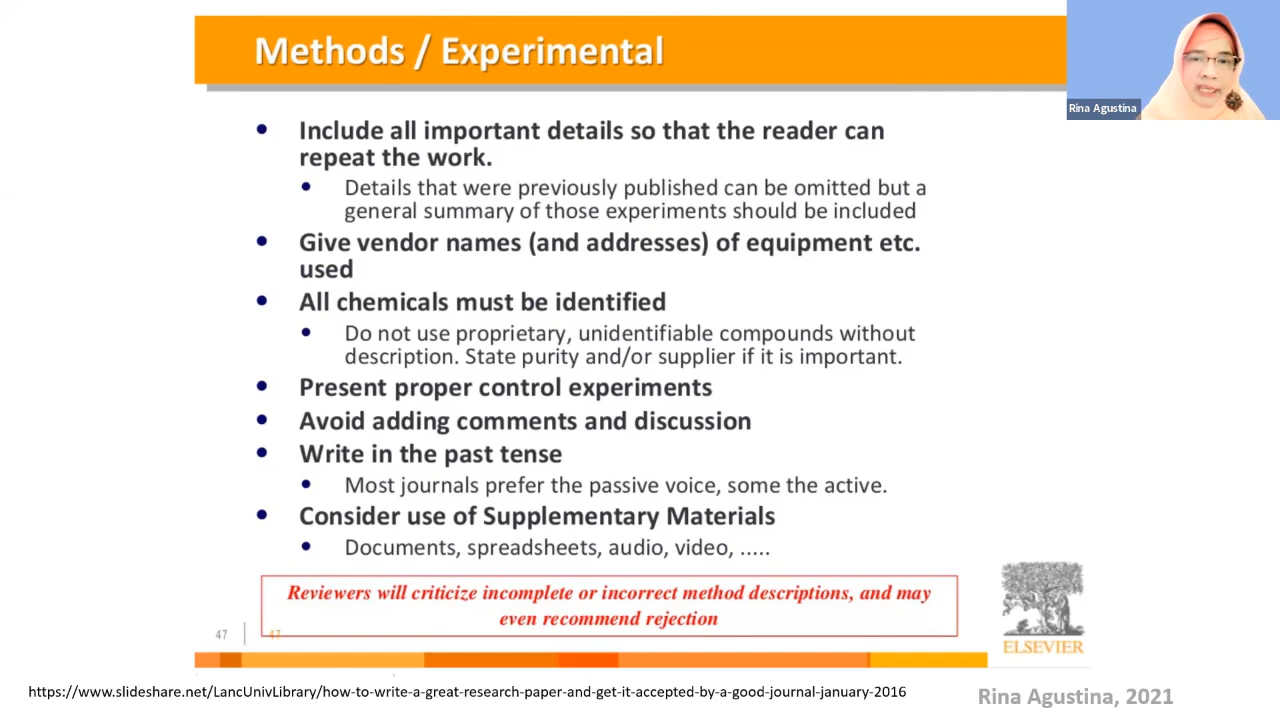 Methods / Experimental
Rina Agustina
• Include all important details so that the reader can
repeat the work.
• Details that were previously published can be omitted but a
general summary of those experiments should be included
• Give vendor names (and addresses) of equipment etc.
used
• All chemicals must be identified
• Do not use proprietary, unidentifiable compounds without
description. State purity and/or supplier if it is important.
• Present proper control experiments
• Avoid adding comments and discussion
• Write in the past tense
• Most journals prefer the passive voice, some the active.
• Consider use of Supplementary Materials
• Documents, spreadsheets, audio, video, .....
Reviewers will criticize incomplete or incorrect method descriptions, and may
even recommend rejection
47 47
ELSEVIER
https://www.slideshare.net/LancUnivLibrary/how-to-write-a-great-research-paper-and-get-it-accepted-by-a-good-journal-january-2016
Rina Agustina, 2021